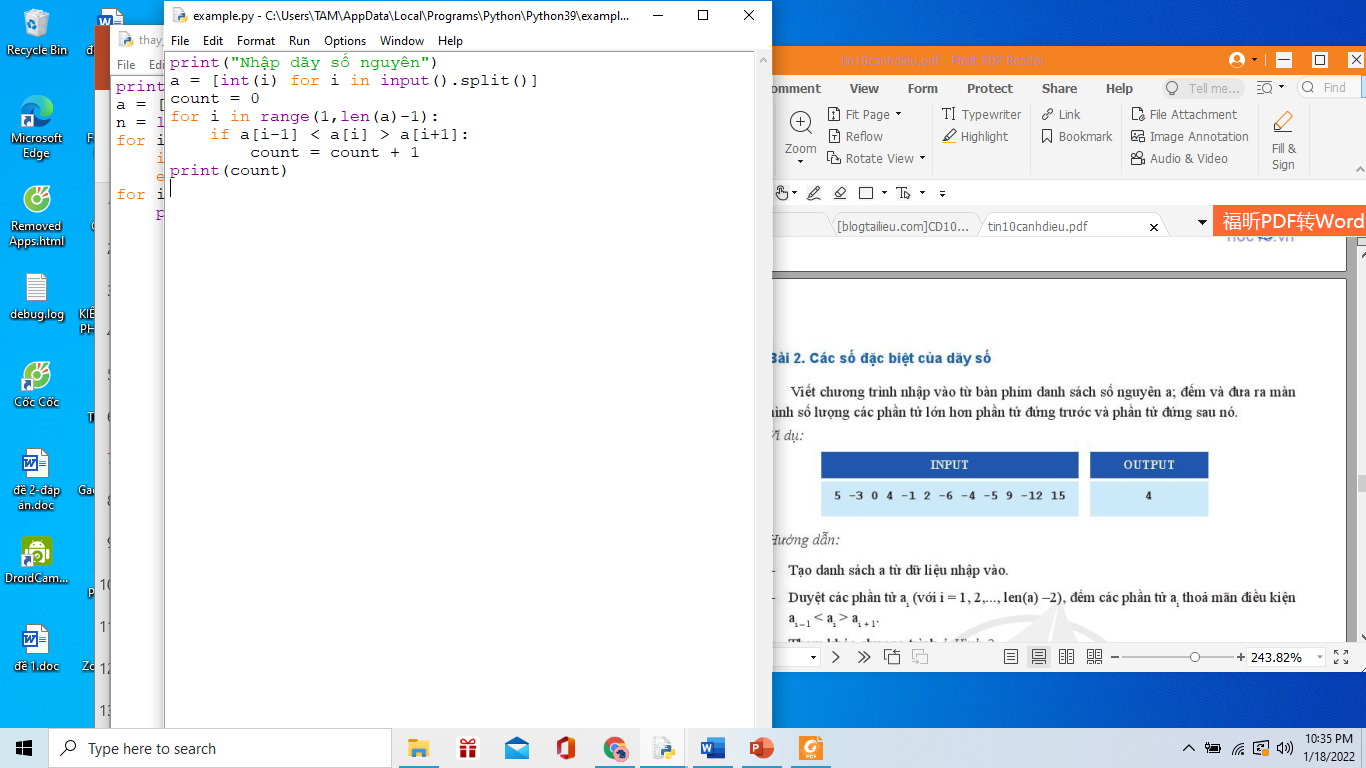 Recycle Bin
Microsoft
Edge
Removed
Apps.html
debug.log
Cốc Cốc
đề 2-đáp
án.doc
DroidCam...
đề 1.doc
thay
File
print
a = [
for i
for i
example.py - C:\Users\TAM\AppData\Local\Programs\Python\Python39\exampl...
File Edit Format Run Options Window Help
print("Nhập dãy số nguyên")
a = [int(i) for i in input().split()]
count = 0
for i in range(1,len(a)-1):
    if a[i-1] < a[i] > a[i+1]:
        count = count + 1
print(count)
tin10canhdieu.pdf - Foxit PDF Reader
omment View Form Protect Share Help Tell me... Find
Zoom
Fit Page
Reflow
Rotate View
Typewriter
Highlight
Link
Bookmark
File Attachment
Image Annotation
Audio & Video
Fill &
Sign
[blogtailieu.com]CD10... tin10canhdieu.pdf
福昕PDF转Word
Bài 2. Các số đặc biệt của dãy số
Viết chương trình nhập vào từ bàn phím danh sách số nguyên a; đếm và đưa ra màn
hình số lượng các phần tử lớn hơn phần tử đứng trước và phần tử đứng sau nó.
Ví dụ:
INPUT OUTPUT
5 -3 0 4 -1 2 -6 -4 -5 9 -12 15 4
Hướng dẫn:
- Tạo danh sách a từ dữ liệu nhập vào.
- Duyệt các phần tử ai (với i = 1, 2,..., len(a) –2), đếm các phần tử ai thoả mãn điều kiện
ai–1 < ai > ai + 1.
243.82%
Type here to search
10:35 PM
1/18/2022